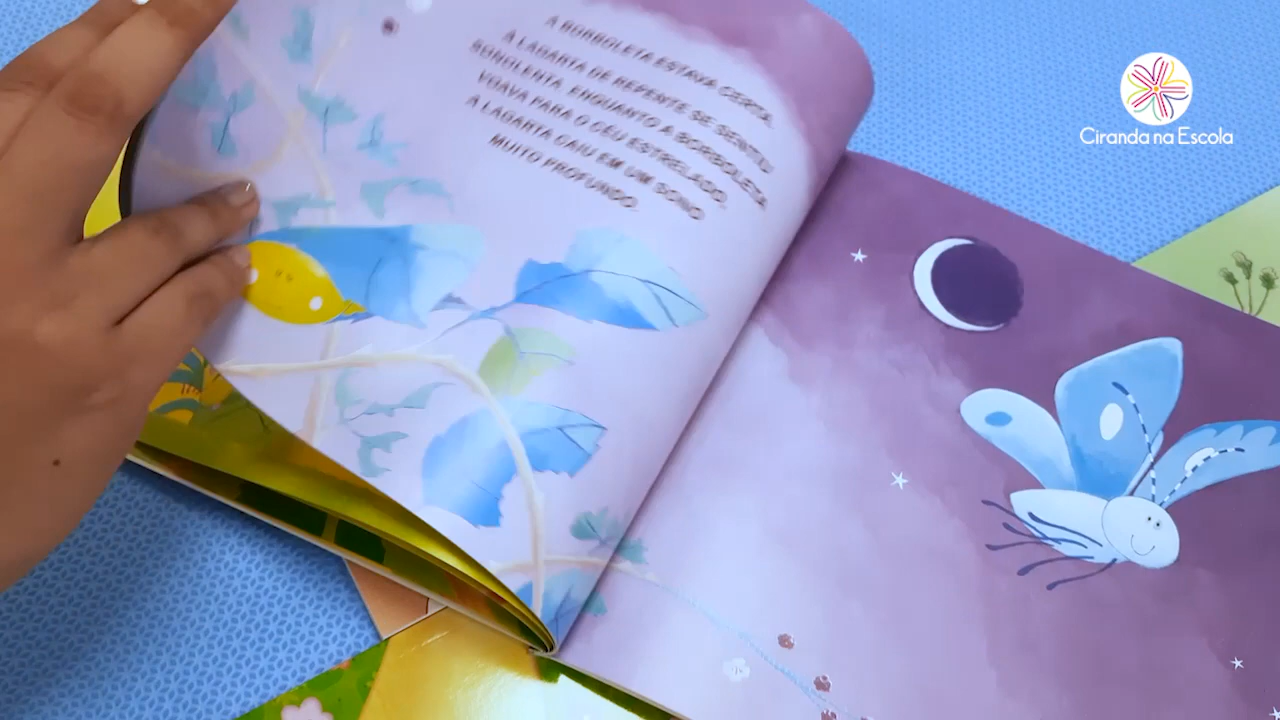 A BORBOLETA ESTAVA CERTA.
A LAGARTA DE REPENTE SE SENTIU
SONOLENTA. ENQUANTO A BORBOLETA
VOAVA PARA O CÉU ESTRELADO,
A LAGARTA CAIU EM UM SONO
MUITO PROFUNDO.
Ciranda na Escola